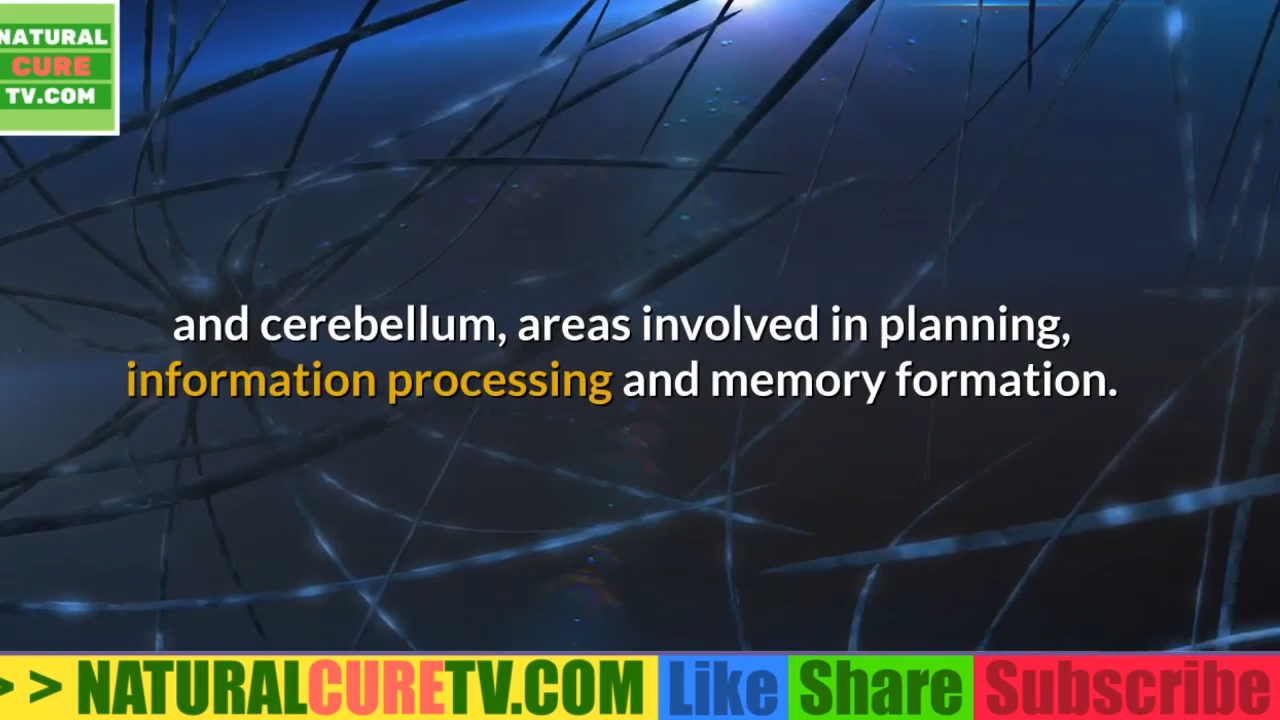 NATURAL
CURE
TV.COM
and cerebellum, areas involved in planning,
information processing and memory formation.
> > NATURALCURETV.COM Like Share Subscribe